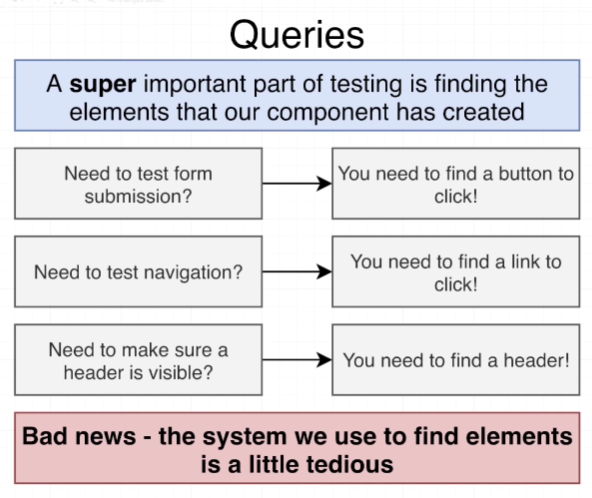 Queries
A super important part of testing is finding the
elements that our component has created
Need to test form
submission?
You need to find a button to
click!
Need to test navigation?
You need to find a link to
click!
Need to make sure a
header is visible?
You need to find a header!
Bad news - the system we use to find elements
is a little tedious